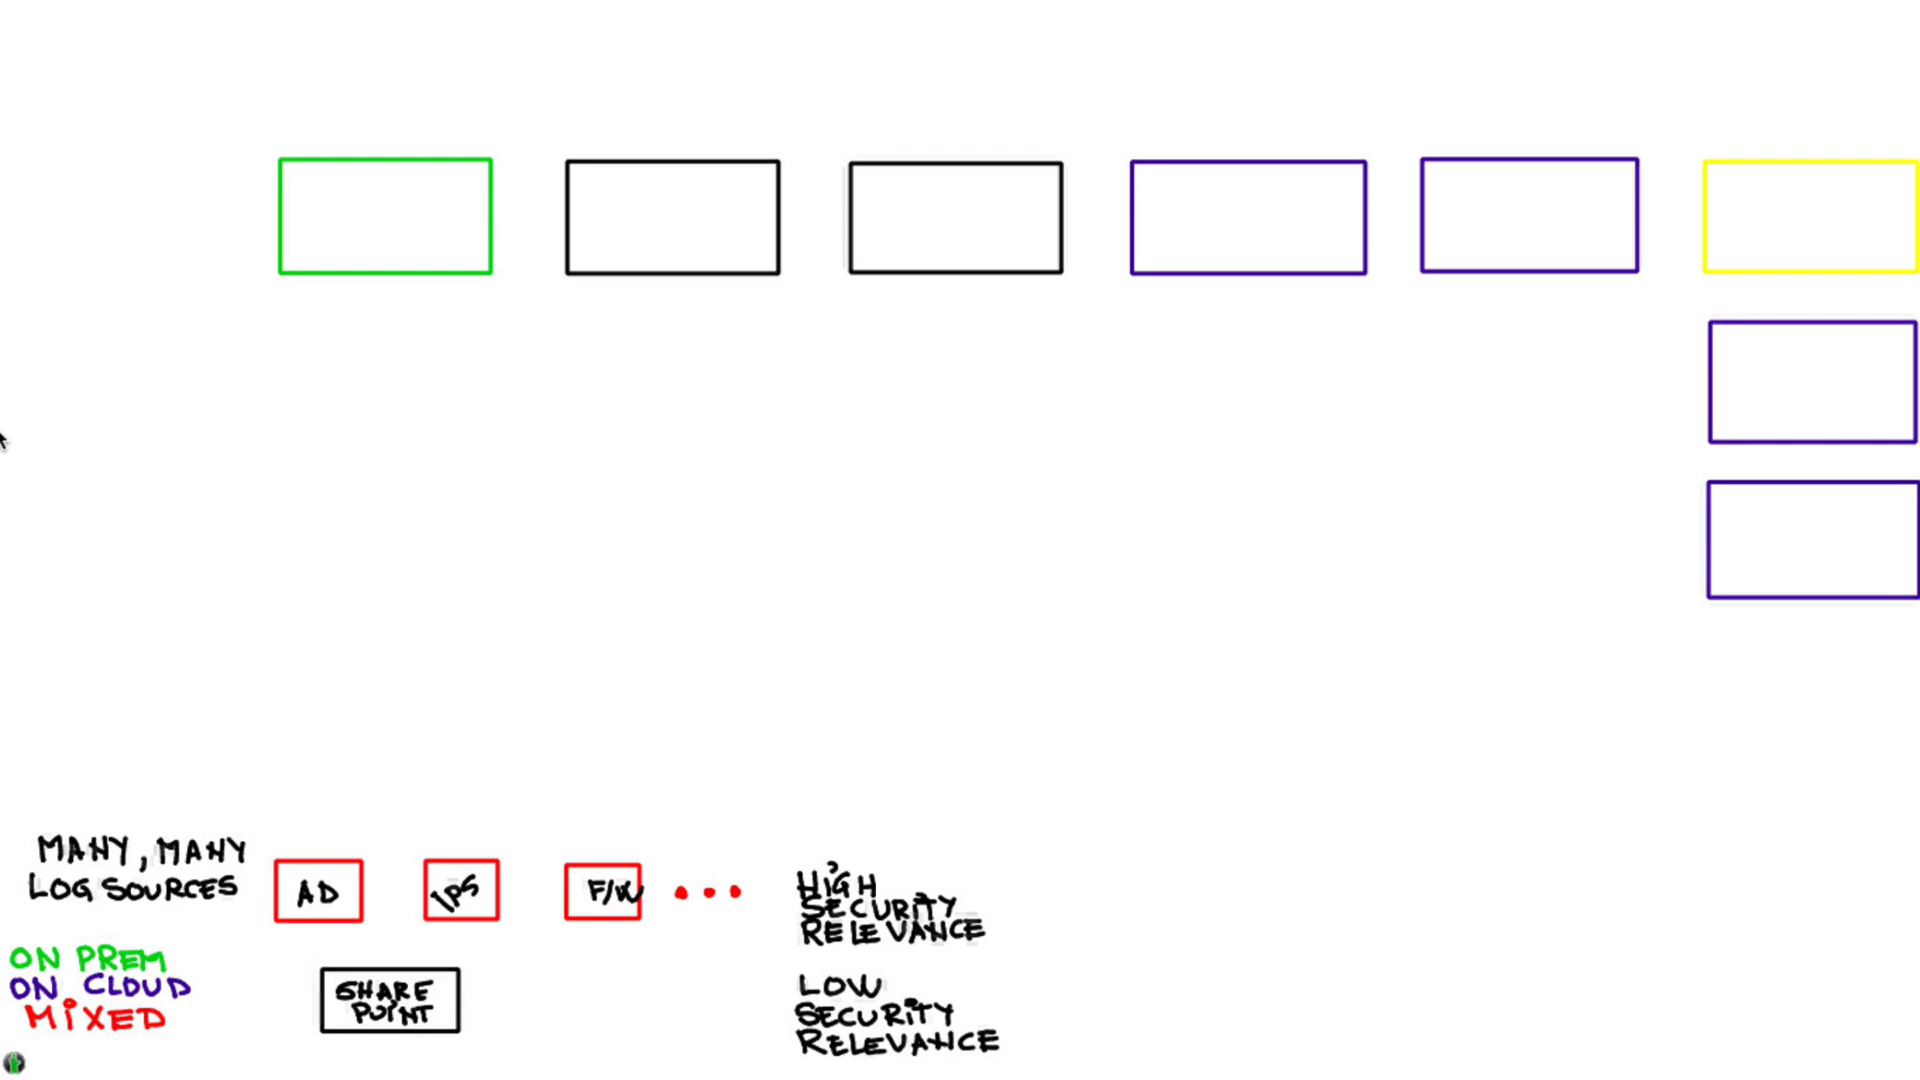 MANY, MANY
LOG SOURCES
AD
IPS
F/W
HIGH
SECURITY
RELEVANCE
ON PREM
ON CLOUD
MIXED
SHARE
POINT
LOW
SECURITY
RELEVANCE